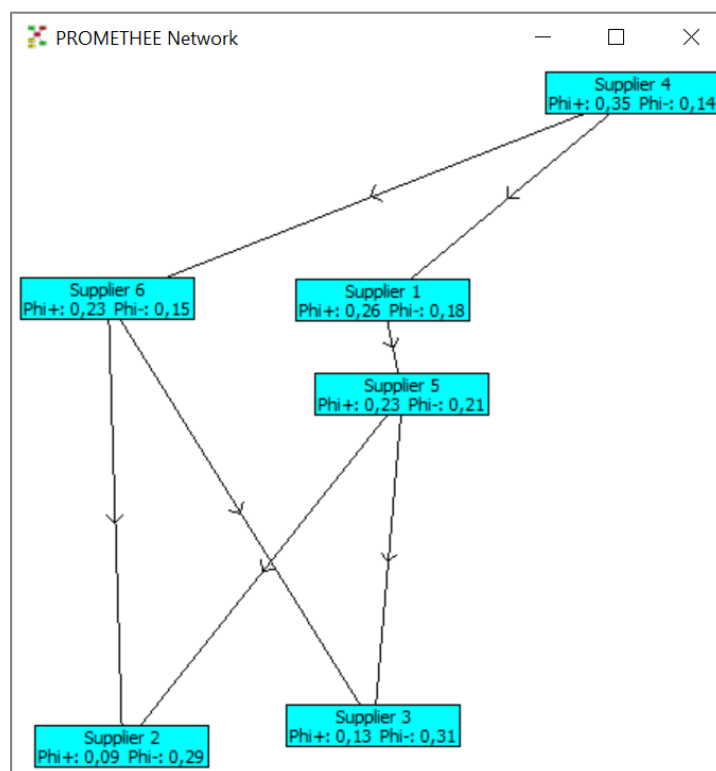 PROMETHEE Network
Supplier 4
Phi+: 0,35 Phi-: 0,14
Supplier 6
Phi+: 0,23 Phi-: 0,15
Supplier 1
Phi+: 0,26 Phi-: 0,18
Supplier 5
Phi+: 0,23 Phi-: 0,21
Supplier 3
Phi+: 0,13 Phi-: 0,31
Supplier 2
Phi+: 0,09 Phi-: 0,29